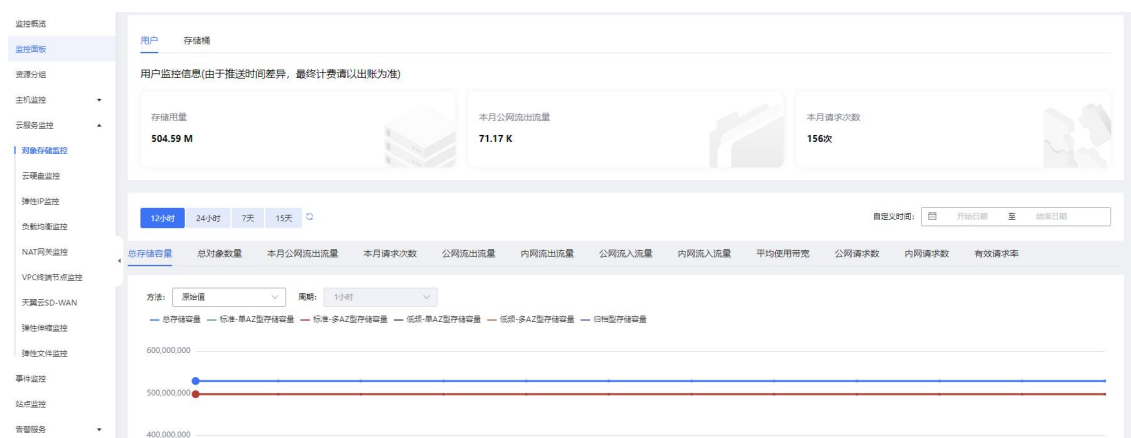 监控概览
监控面板
资源分组
主机监控
云服务监控
对象存储监控
云硬盘监控
弹性IP监控
负载均衡监控
NAT网关监控
VPC终端节点监控
天翼云SD-WAN
弹性伸缩监控
弹性文件监控
事件监控
站点监控
告警服务
用户 存储桶
用户监控信息(由于推送时间差异，最终计费请以出账为准)
存储用量 本月公网流出流量 本月请求次数
504.59 M 71.17 K 156次
12小时 24小时 7天 15天 自定义时间： 开始日期 至 结束日期
总存储容量 总对象数量 本月公网流出流量 本月请求次数 公网流出流量 内网流出流量 公网流入流量 内网流入流量 平均使用带宽 公网请求数 内网请求数 有效请求率
方法： 原始值 周期： 1小时
总存储容量 标准-单AZ型存储容量 标准-多AZ型存储容量 低频-单AZ型存储容量 低频-多AZ型存储容量 归档型存储容量
600,000,000
500,000,000
400,000,000